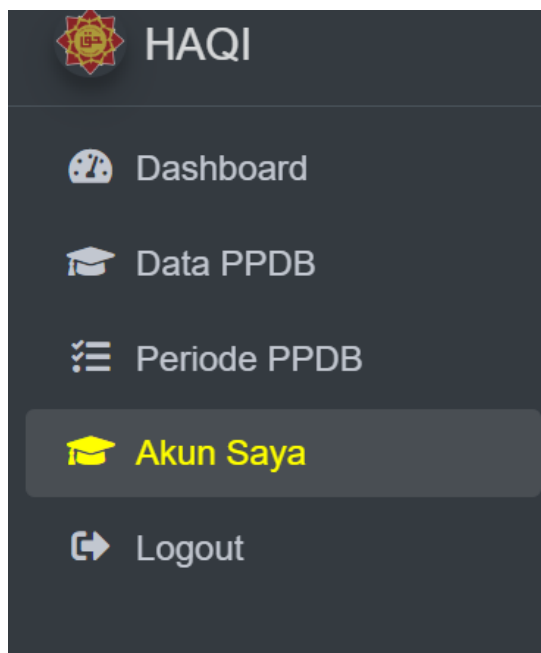 HAQI
Dashboard
Data PPDB
Periode PPDB
Akun Saya
Logout